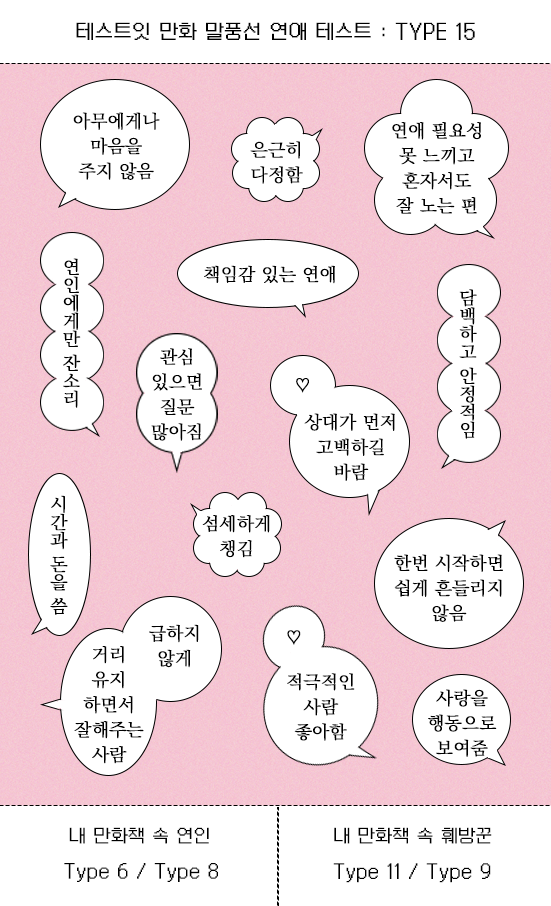 테스트잇 만화 말풍선 연애 테스트 : TYPE 15
아무에게나
마음을
주지 않음
은근히
다정함
연애 필요성
못 느끼고
혼자서도
잘 노는 편
연인에게만 잔소리
책임감 있는 연애
담백하고 안정적임
관심
있으면
질문
많아짐
♡
상대가 먼저
고백하길
바람
시간과 돈을 씀
섬세하게
챙김
한번 시작하면
쉽게 흔들리지
않음
급하지
않게
거리
유지
하면서
잘해주는
사람
♡
적극적인
사람
좋아함
사랑을
행동으로
보여줌
내 만화책 속 연인
Type 6 / Type 8
내 만화책 속 훼방꾼
Type 11 / Type 9